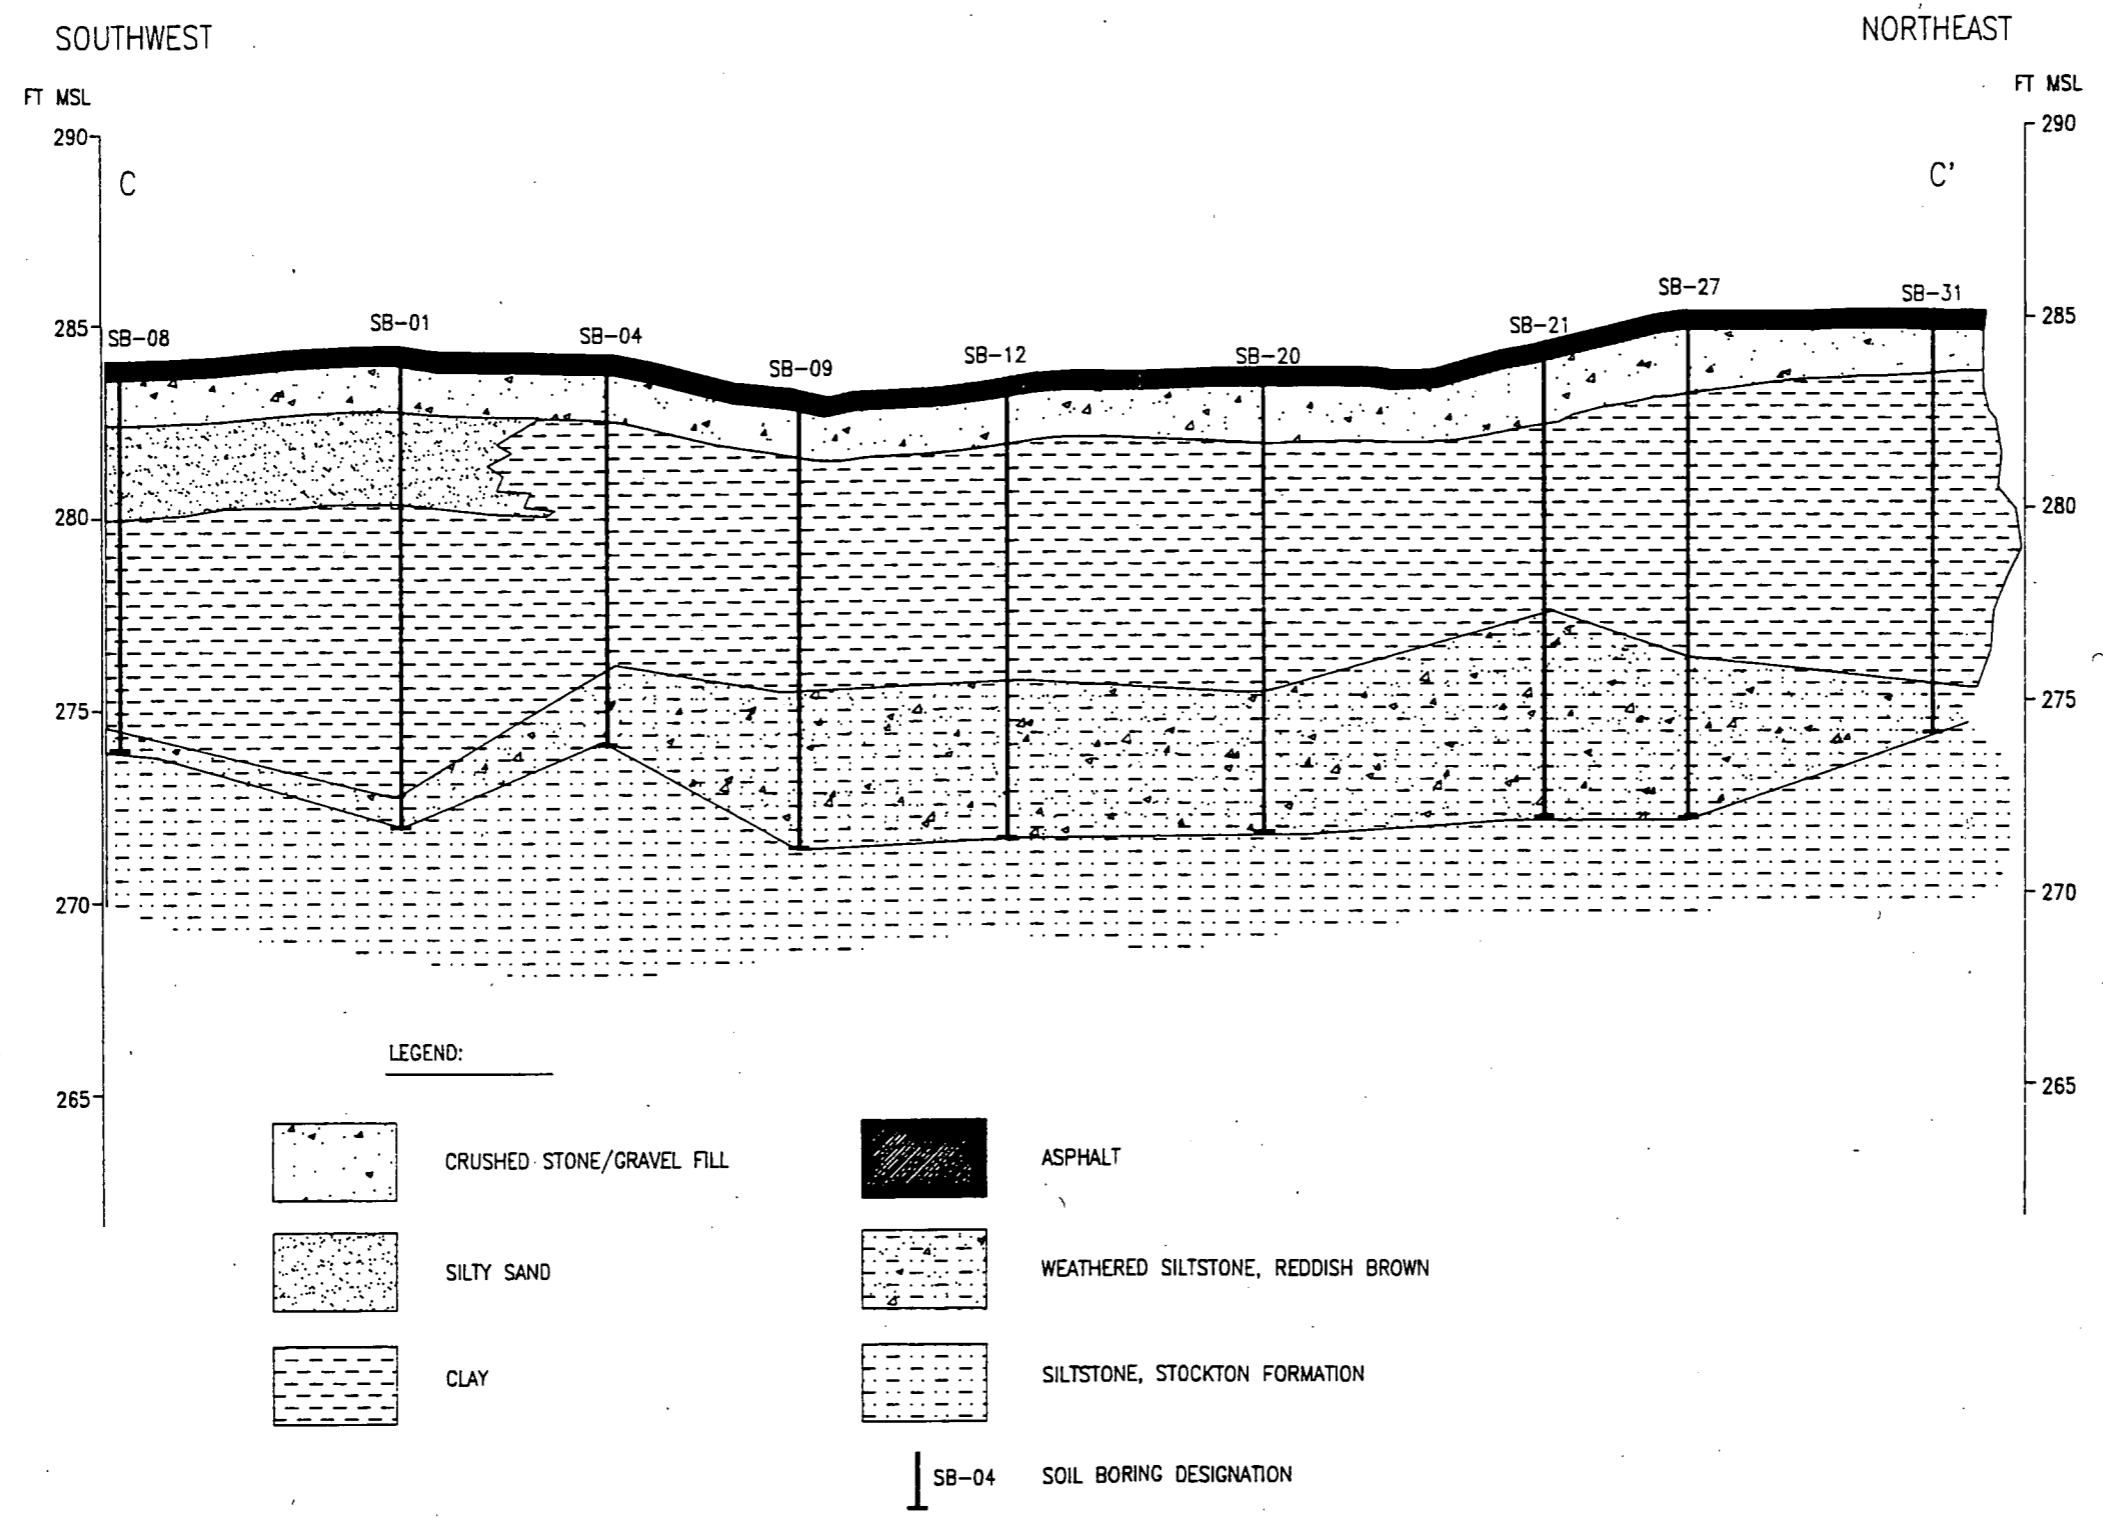 SOUTHWEST
NORTHEAST
FT MSL
FT MSL
290
290
C
C'
SB-27
SB-31
285
SB-08
SB-01
SB-04
SB-21
285
SB-09
SB-12
SB-20
280
280
275
275
270
270
LEGEND:
265
265
CRUSHED STONE/GRAVEL FILL
ASPHALT
SILTY SAND
WEATHERED SILTSTONE, REDDISH BROWN
CLAY
SILTSTONE, STOCKTON FORMATION
SB-04 SOIL BORING DESIGNATION